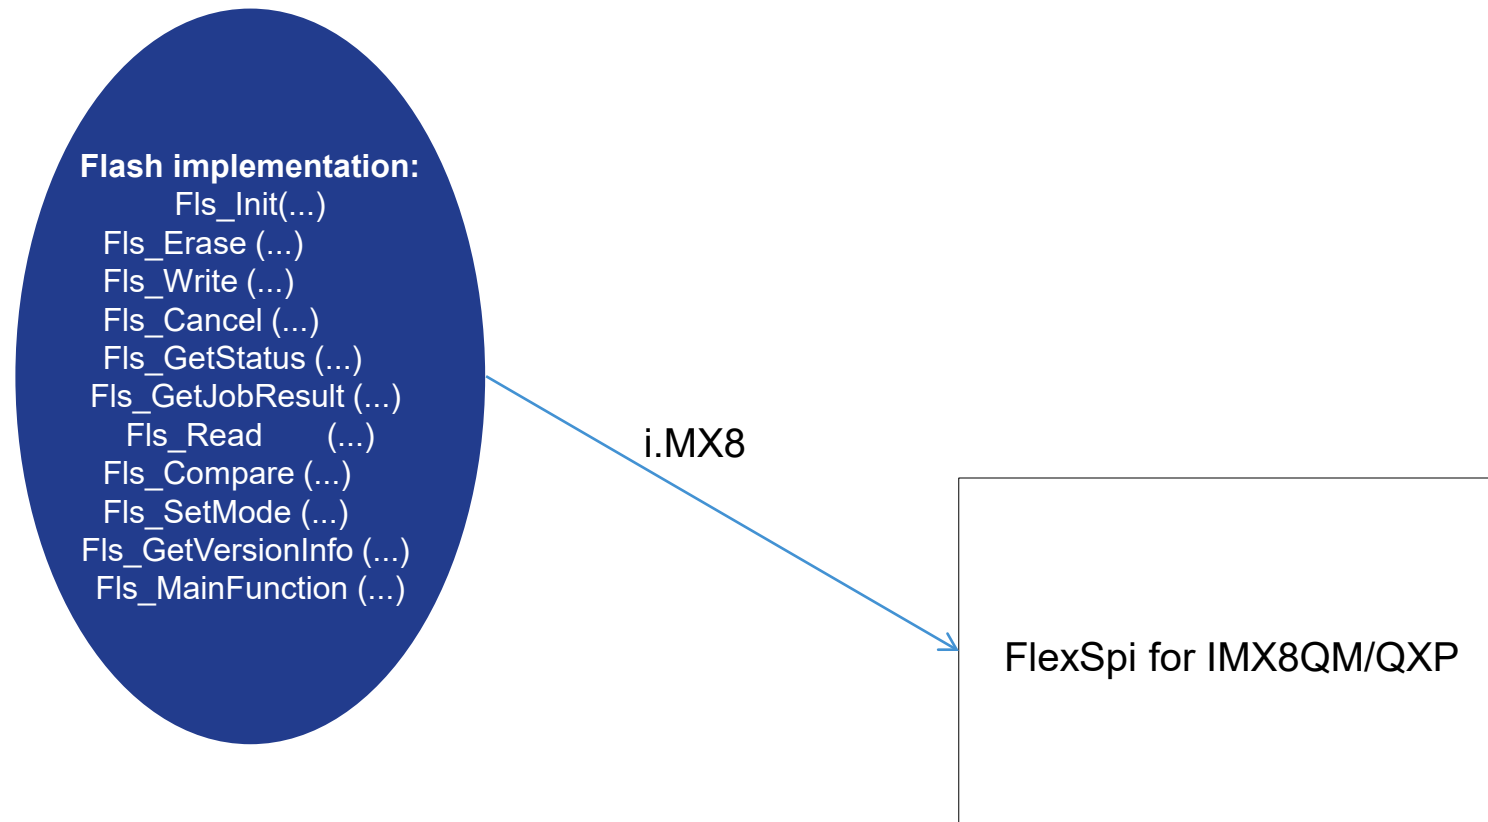 Flash implementation:
Fls_Init(...)
Fls_Erase (...)
Fls_Write (...)
Fls_Cancel (...)
Fls_GetStatus (...)
Fls_GetJobResult (...)
Fls_Read (...)
Fls_Compare (...)
Fls_SetMode (...)
Fls_GetVersionInfo (...)
Fls_MainFunction (...)
i.MX8
FlexSpi for IMX8QM/QXP